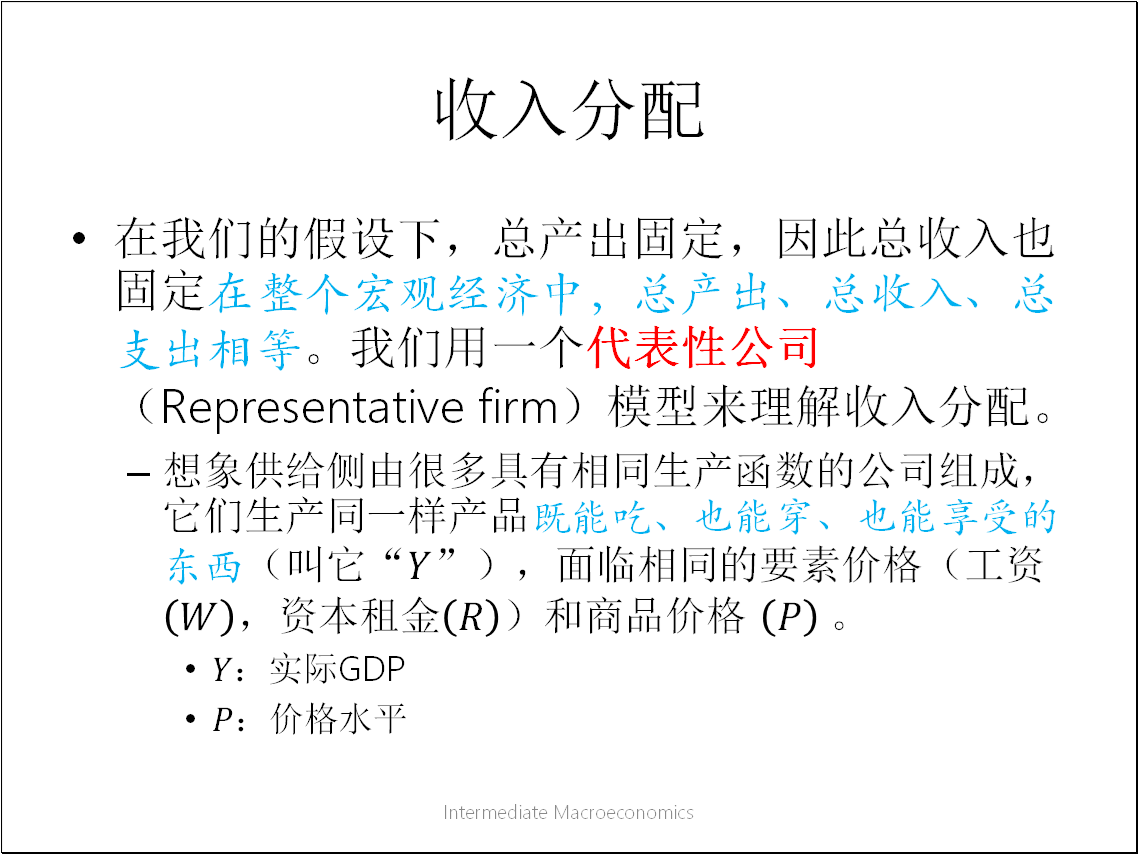 收入分配
• 在我们的假设下，总产出固定，因此总收入也
固定在整个宏观经济中，总产出、总收入、总
支出相等。我们用一个代表性公司
（Representative firm）模型来理解收入分配。
– 想象供给侧由很多具有相同生产函数的公司组成，
它们生产同一样产品既能吃、也能穿、也能享受的
东西（叫它“Y”），面临相同的要素价格（工资
(W)，资本租金(R)）和商品价格 (P) 。
• Y：实际GDP
• P：价格水平
Intermediate Macroeconomics